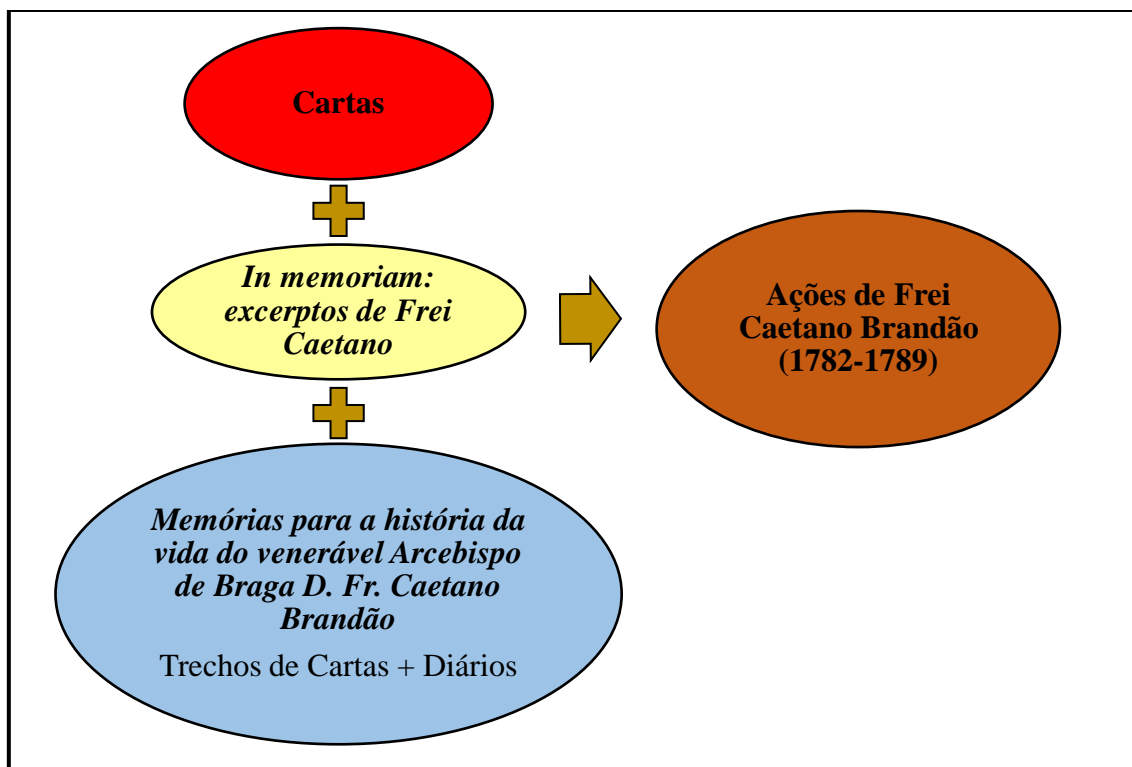 Cartas
In memoriam:
excerptos de Frei
Caetano
Ações de Frei
Caetano Brandão
(1782-1789)
Memórias para a história da
vida do venerável Arcebispo
de Braga D. Fr. Caetano
Brandão
Trechos de Cartas + Diários